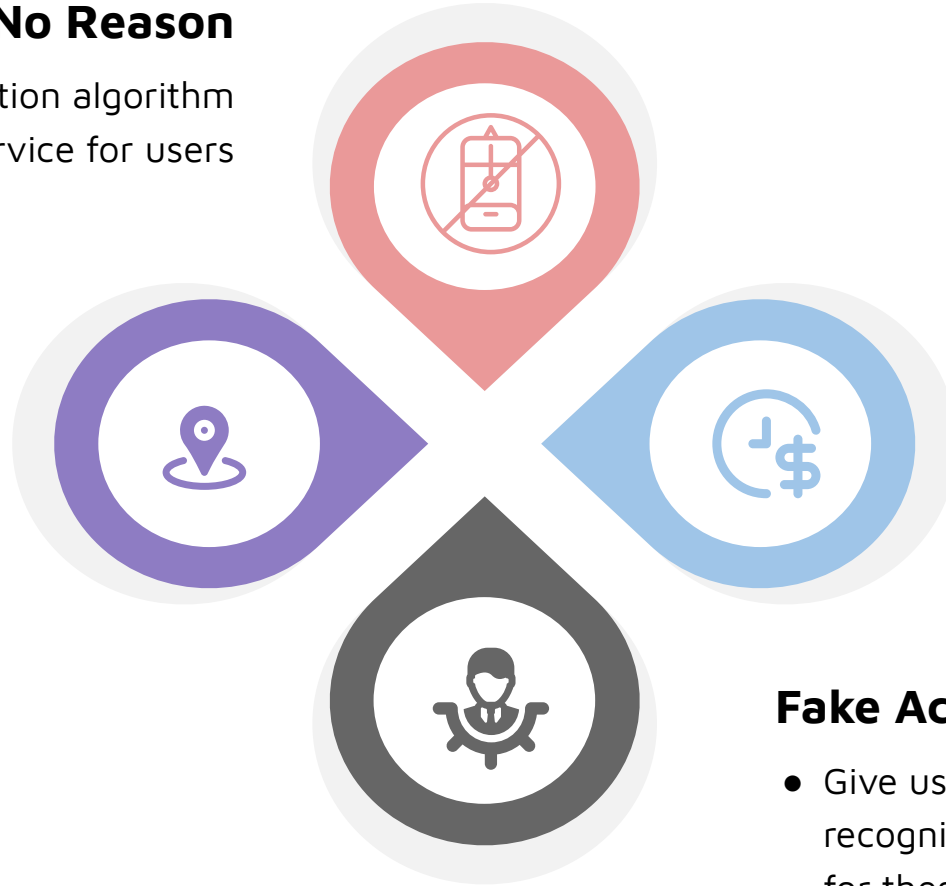 No Reason
tion algorithm
rvice for users
Fake Ac
● Give us
recogni